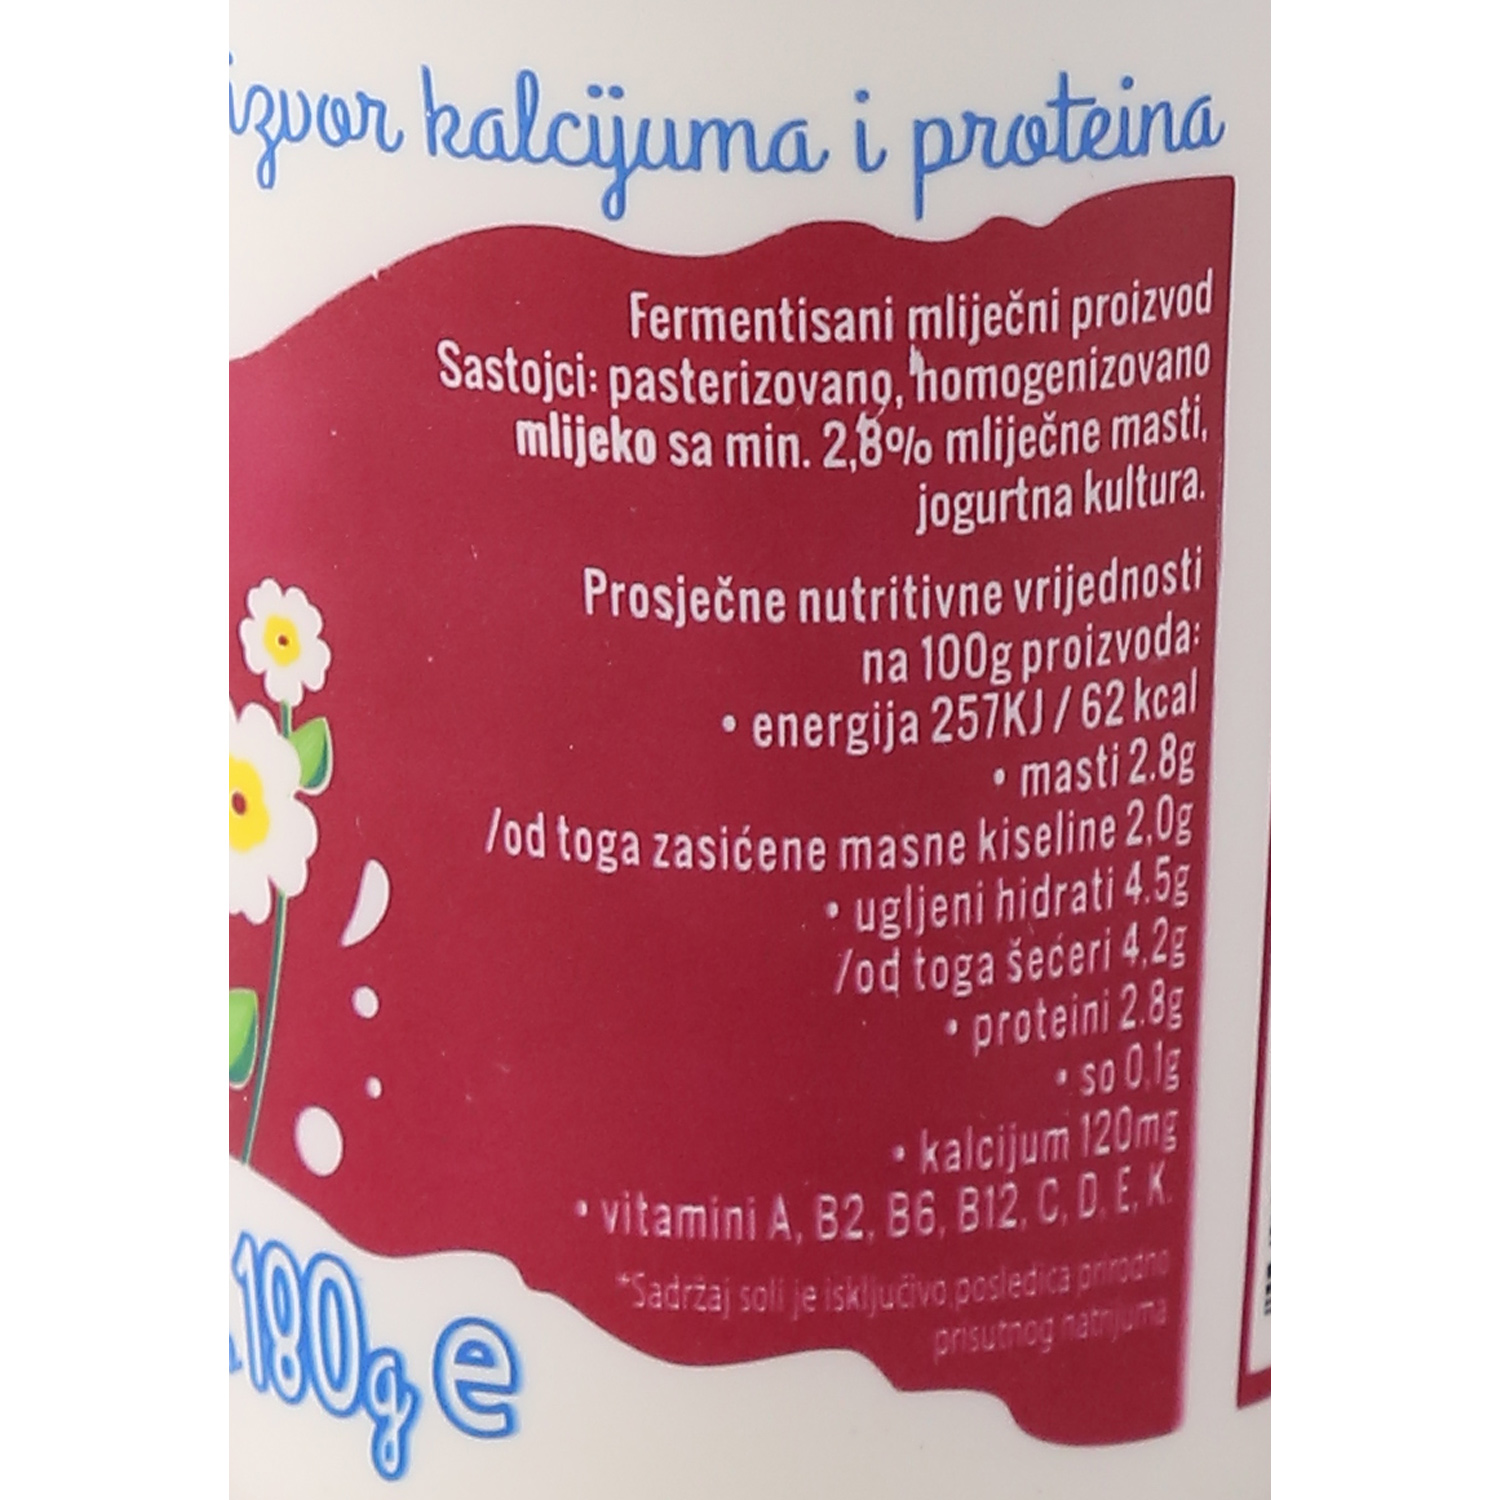 izvor kalcijuma i proteina
Fermentisani mliječni proizvod
Sastojci: pasterizovano, homogenizovano
mlijeko sa min. 2,8% mliječne masti,
jogurtna kultura.
Prosječne nutritivne vrijednosti
na 100g proizvoda:
• energija 257KJ / 62 kcal
• masti 2.8g
/od toga zasićene masne kiseline 2.0g
• ugljeni hidrati 4.5g
/od toga šećeri 4.2g
• proteini 2.8g
• so 0.1g
• kalcijum 120mg
• vitamini A, B2, B6, B12, C, D, E, K.
*Sadržaj soli je isključivo posledica prirodno
prisutnog natrijuma
180g e